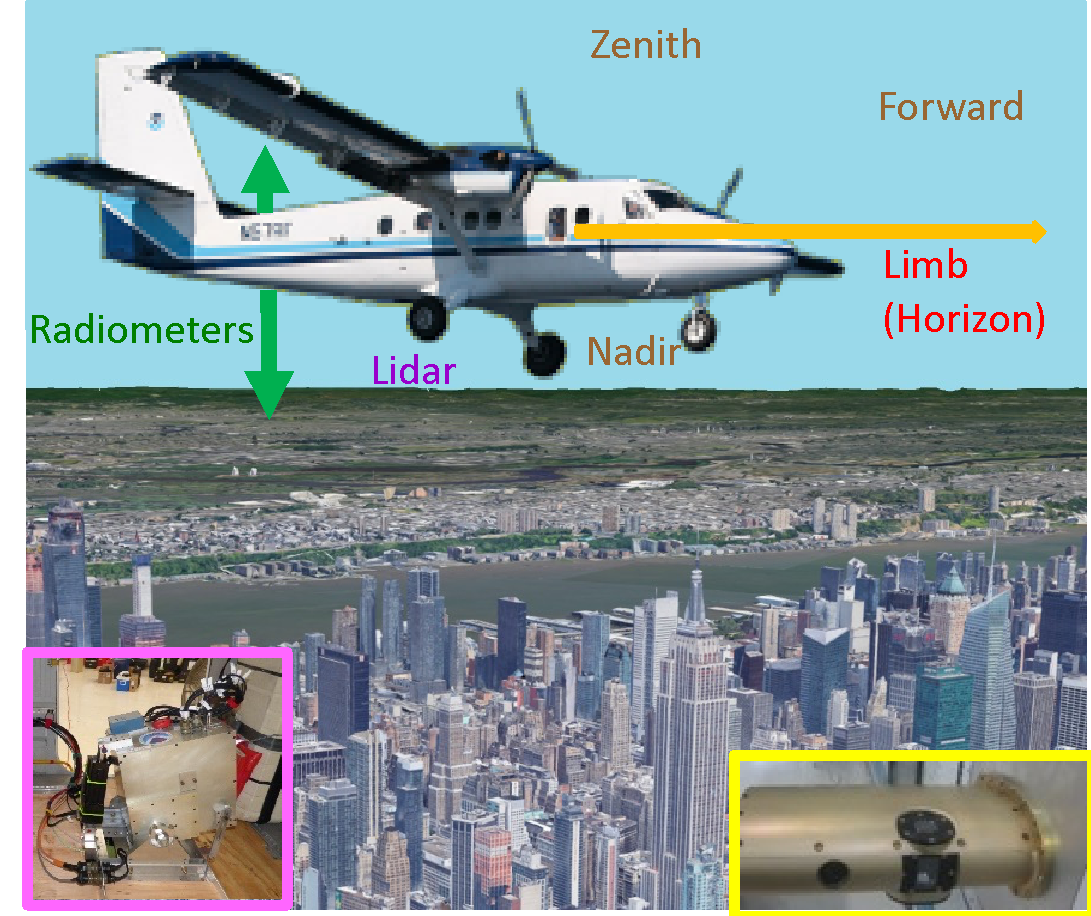 Zenith
Forward
Limb
(Horizon)
Radiometers
Nadir
Lidar